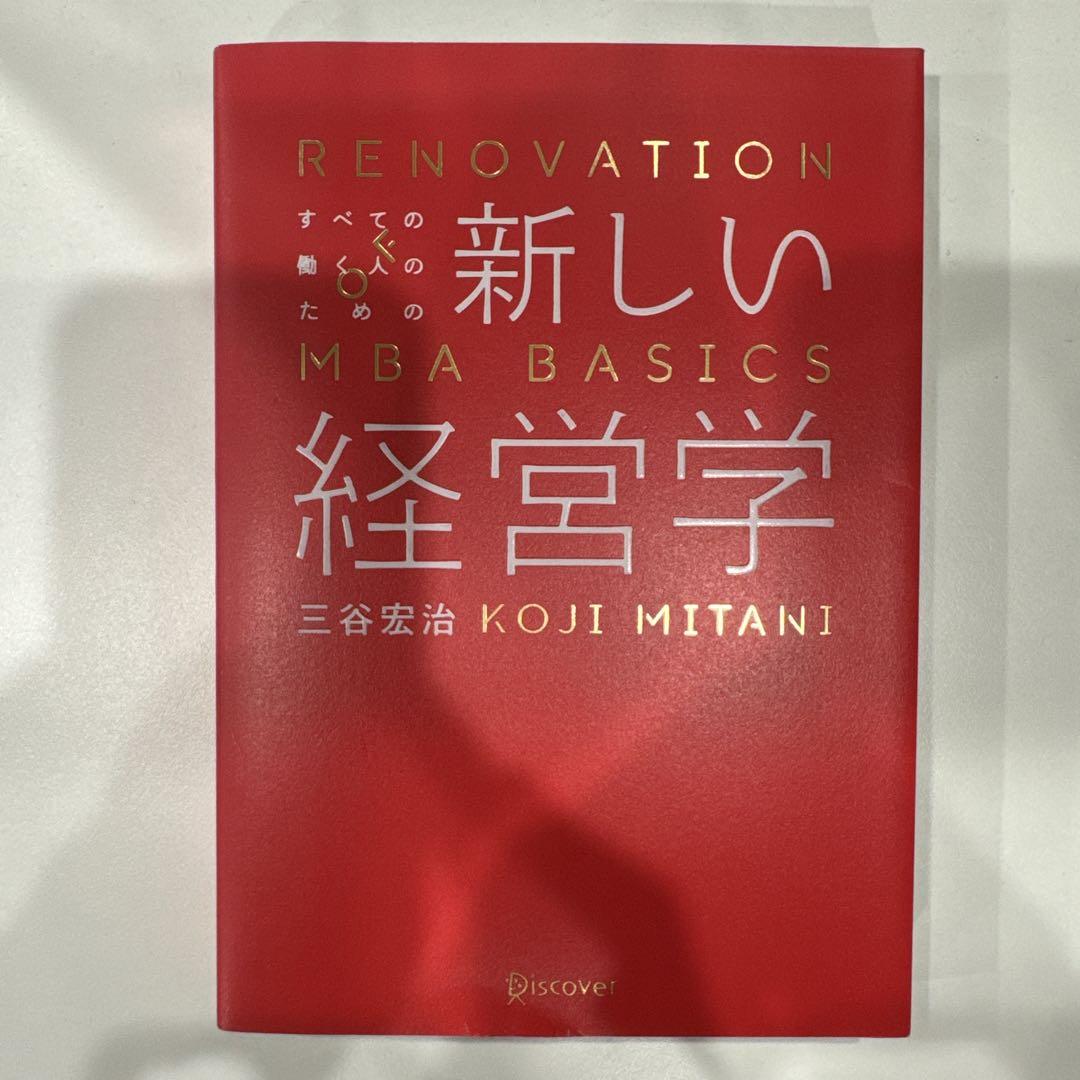 RENOVATION
すべての
働く人の
ための
新しい
OF
MBA BASICS
経営学
三谷宏治 KOJI MITANI
Discover